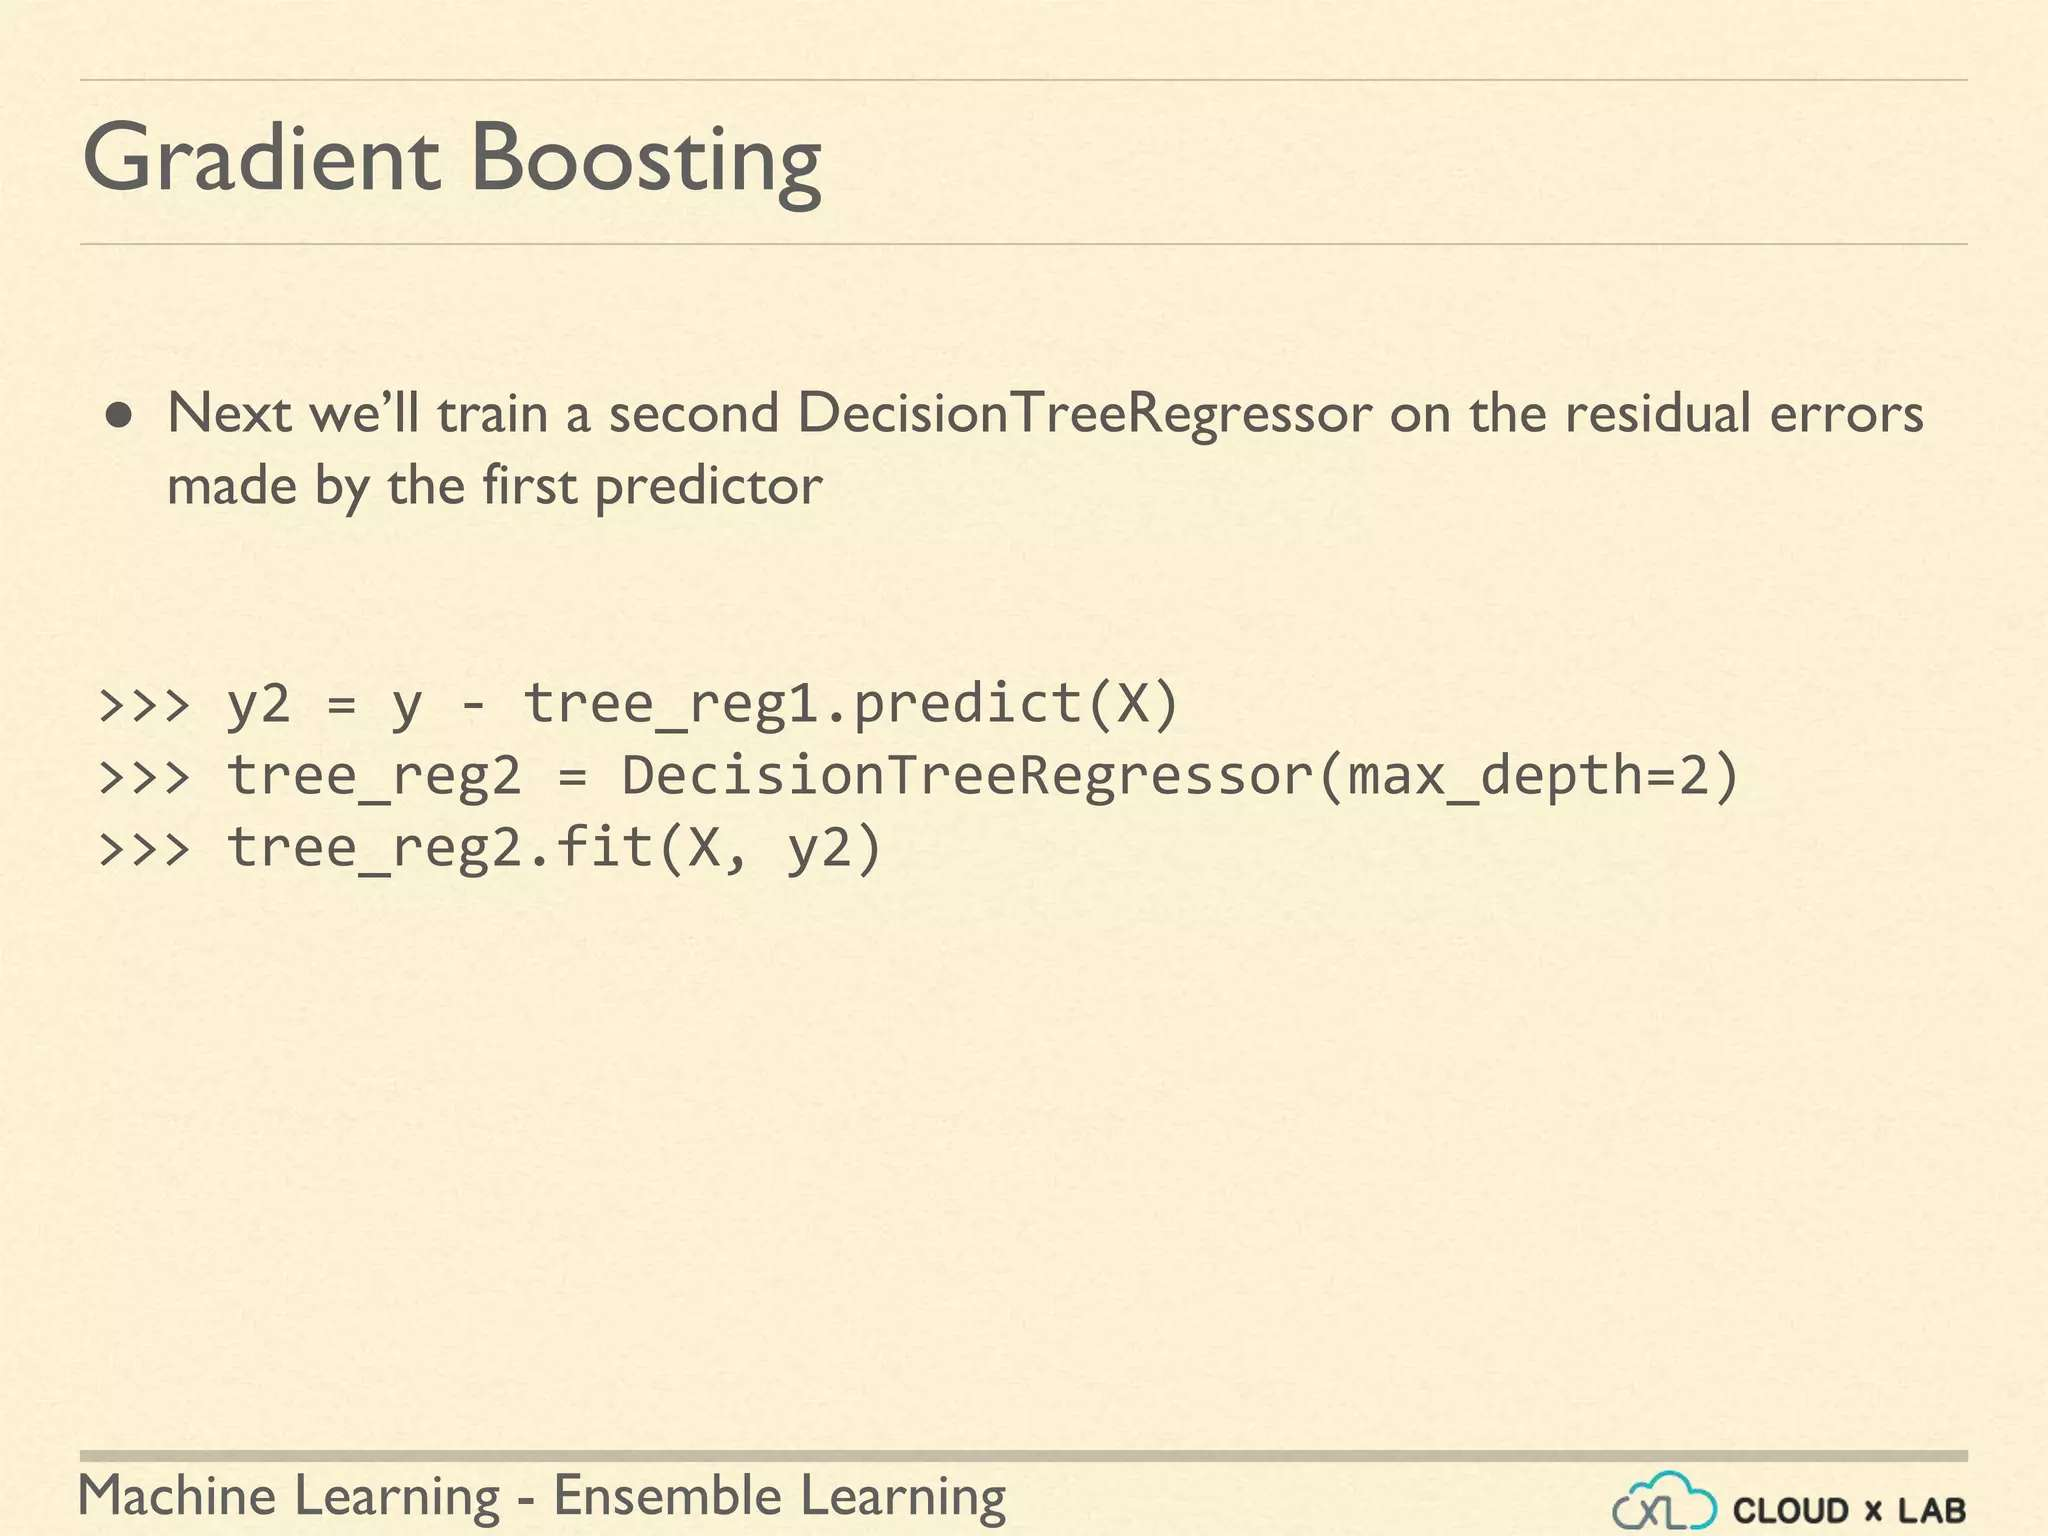 Gradient Boosting
● Next we’ll train a second DecisionTreeRegressor on the residual errors
made by the first predictor
>>> y2 = y - tree_reg1.predict(X)
>>> tree_reg2 = DecisionTreeRegressor(max_depth=2)
>>> tree_reg2.fit(X, y2)
Machine Learning - Ensemble Learning
CXL CLOUD x LAB